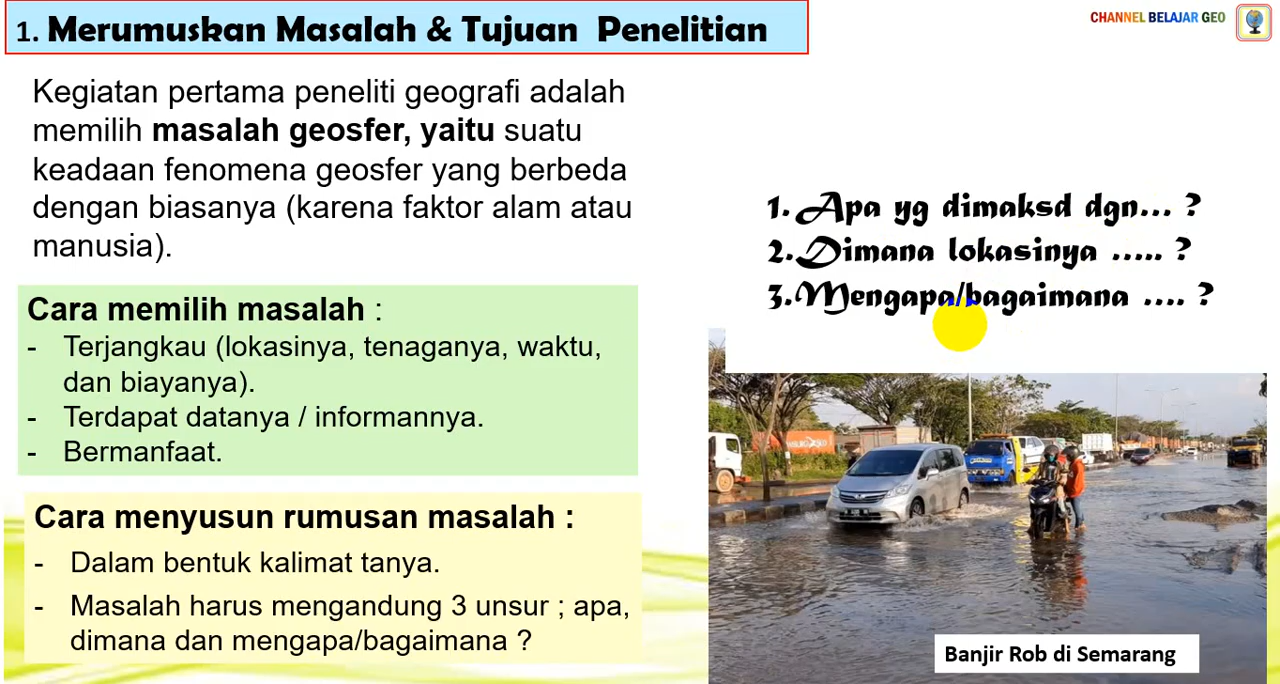 1. Merumuskan Masalah & Tujuan Penelitian
CHANNEL BELAJAR GEO
Kegiatan pertama peneliti geografi adalah
memilih masalah geosfer, yaitu suatu
keadaan fenomena geosfer yang berbeda
dengan biasanya (karena faktor alam atau
manusia).
Cara memilih masalah :
- Terjangkau (lokasinya, tenaganya, waktu,
dan biayanya).
- Terdapat datanya / informannya.
- Bermanfaat.
Cara menyusun rumusan masalah :
- Dalam bentuk kalimat tanya.
- Masalah harus mengandung 3 unsur ; apa,
dimana dan mengapa/bagaimana ?
1. Apa yg dimaksd dgn... ?
2. Dimana lokasinya ..... ?
3. Mengapa/bagaimana .... ?
Banjir Rob di Semarang